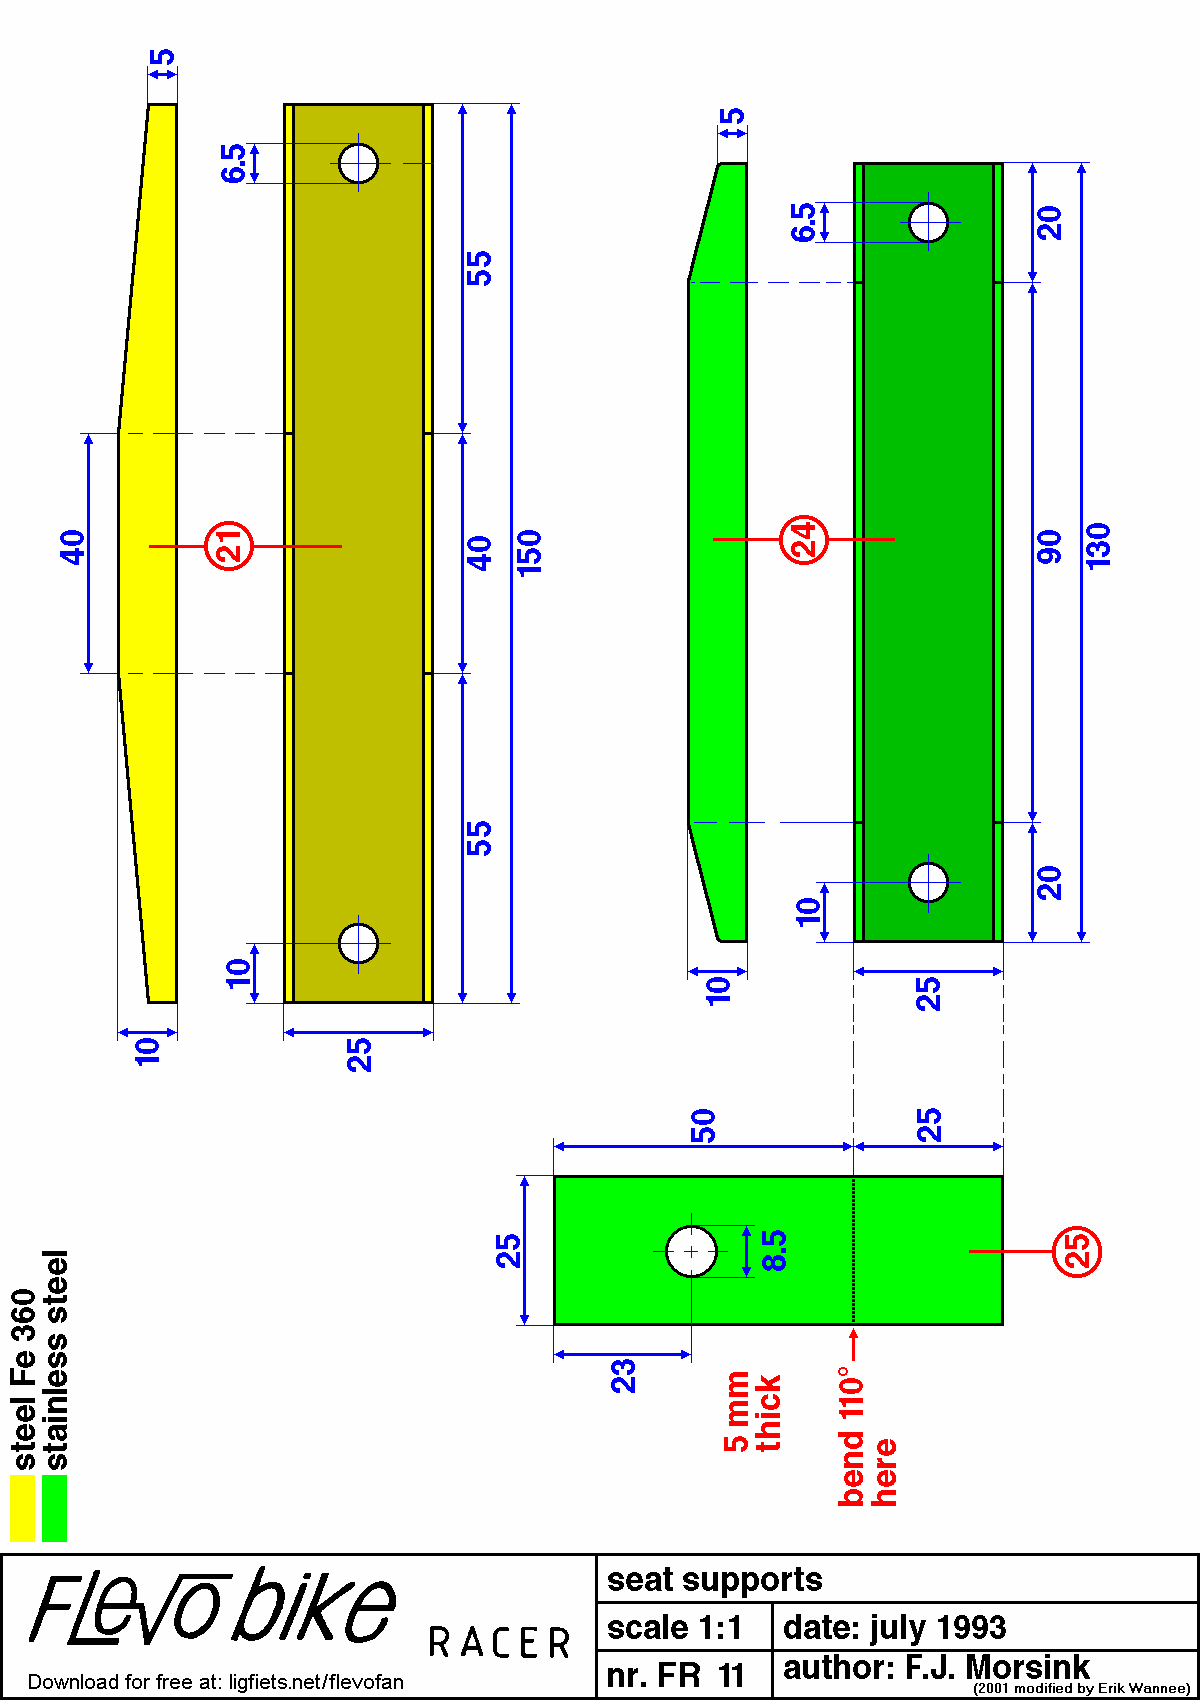 5
6.5
55
40
21
40
150
55
10
10
25
5
6.5
20
24
90
130
10
20
10
25
50
25
25
8.5
25
23
5 mm
thick
bend 110°
here
steel Fe 360
stainless steel
Flevobike RACER
Download for free at: ligfiets.net/flevofan
seat supports
scale 1:1
date: july 1993
nr. FR 11
author: F.J. Morsink
(2001 modified by Erik Wannee)